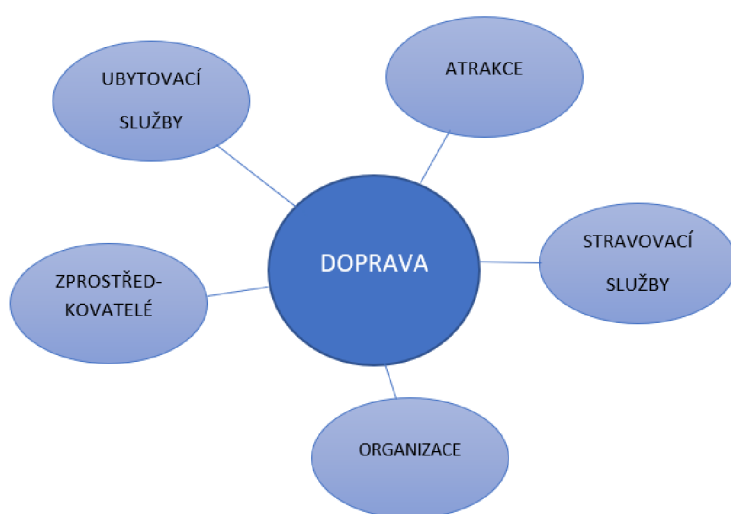 UBYTOVACÍ
SLUŽBY
ATRAKCE
DOPRAVA
STRAVOVACÍ
SLUŽBY
ZPROSTŘED-
KOVATELÉ
ORGANIZACE